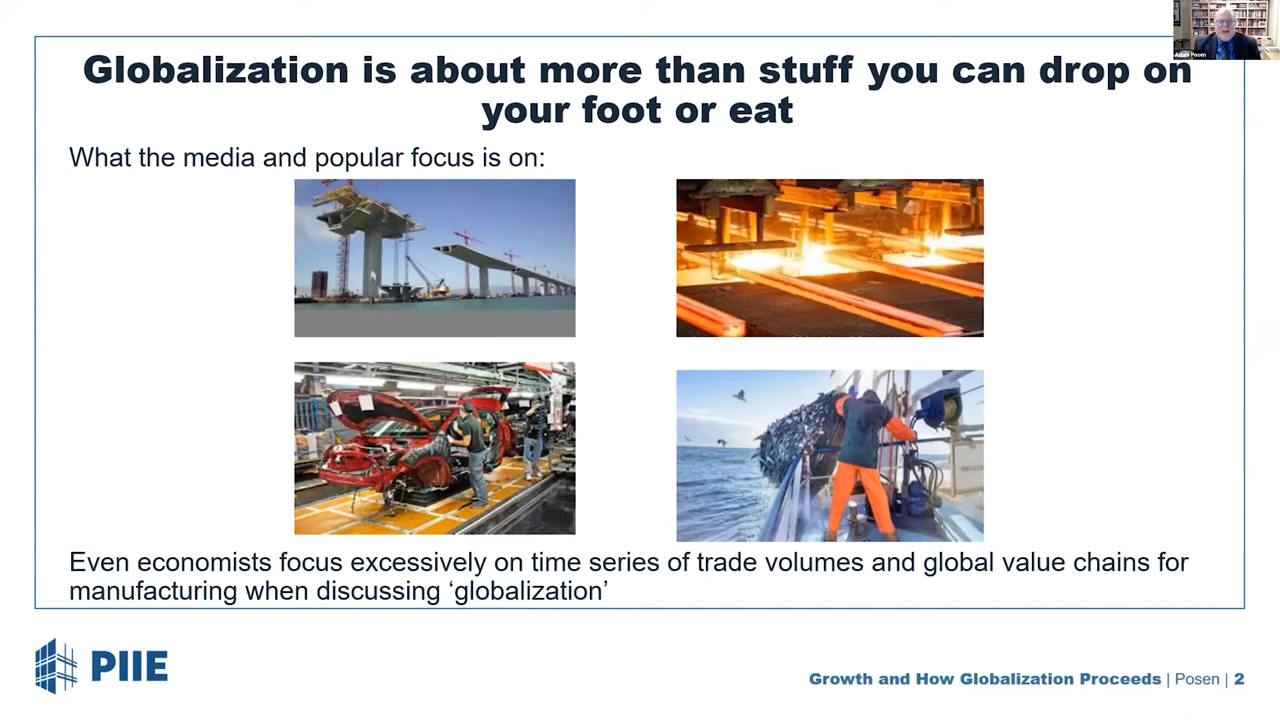 Adam Posen
Globalization is about more than stuff you can drop on
your foot or eat
What the media and popular focus is on:
Even economists focus excessively on time series of trade volumes and global value chains for
manufacturing when discussing ‘globalization’
PIIE
Growth and How Globalization Proceeds | Posen | 2